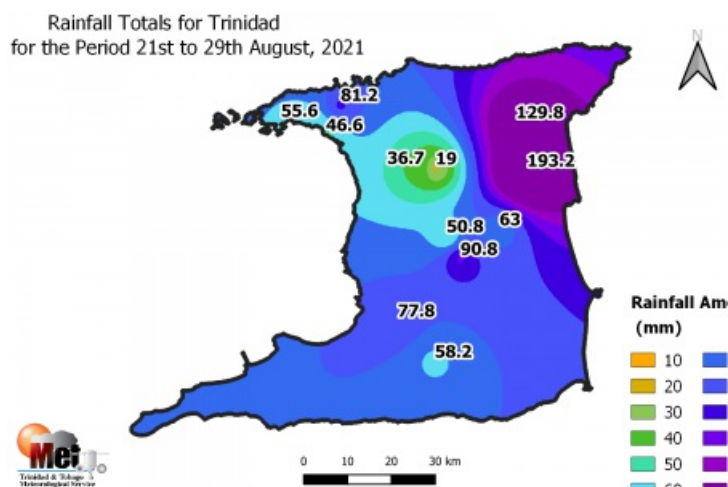 Rainfall Totals for Trinidad
for the Period 21st to 29th August, 2021
N
81.2
55.6
46.6
129.8
36.7
19
193.2
63
50.8
90.8
77.8
58.2
Rainfall Am
(mm)
10
20
30
40
50
60
Met
Trinidad & Tobago
Meteorological Service
0 10 20 30 km